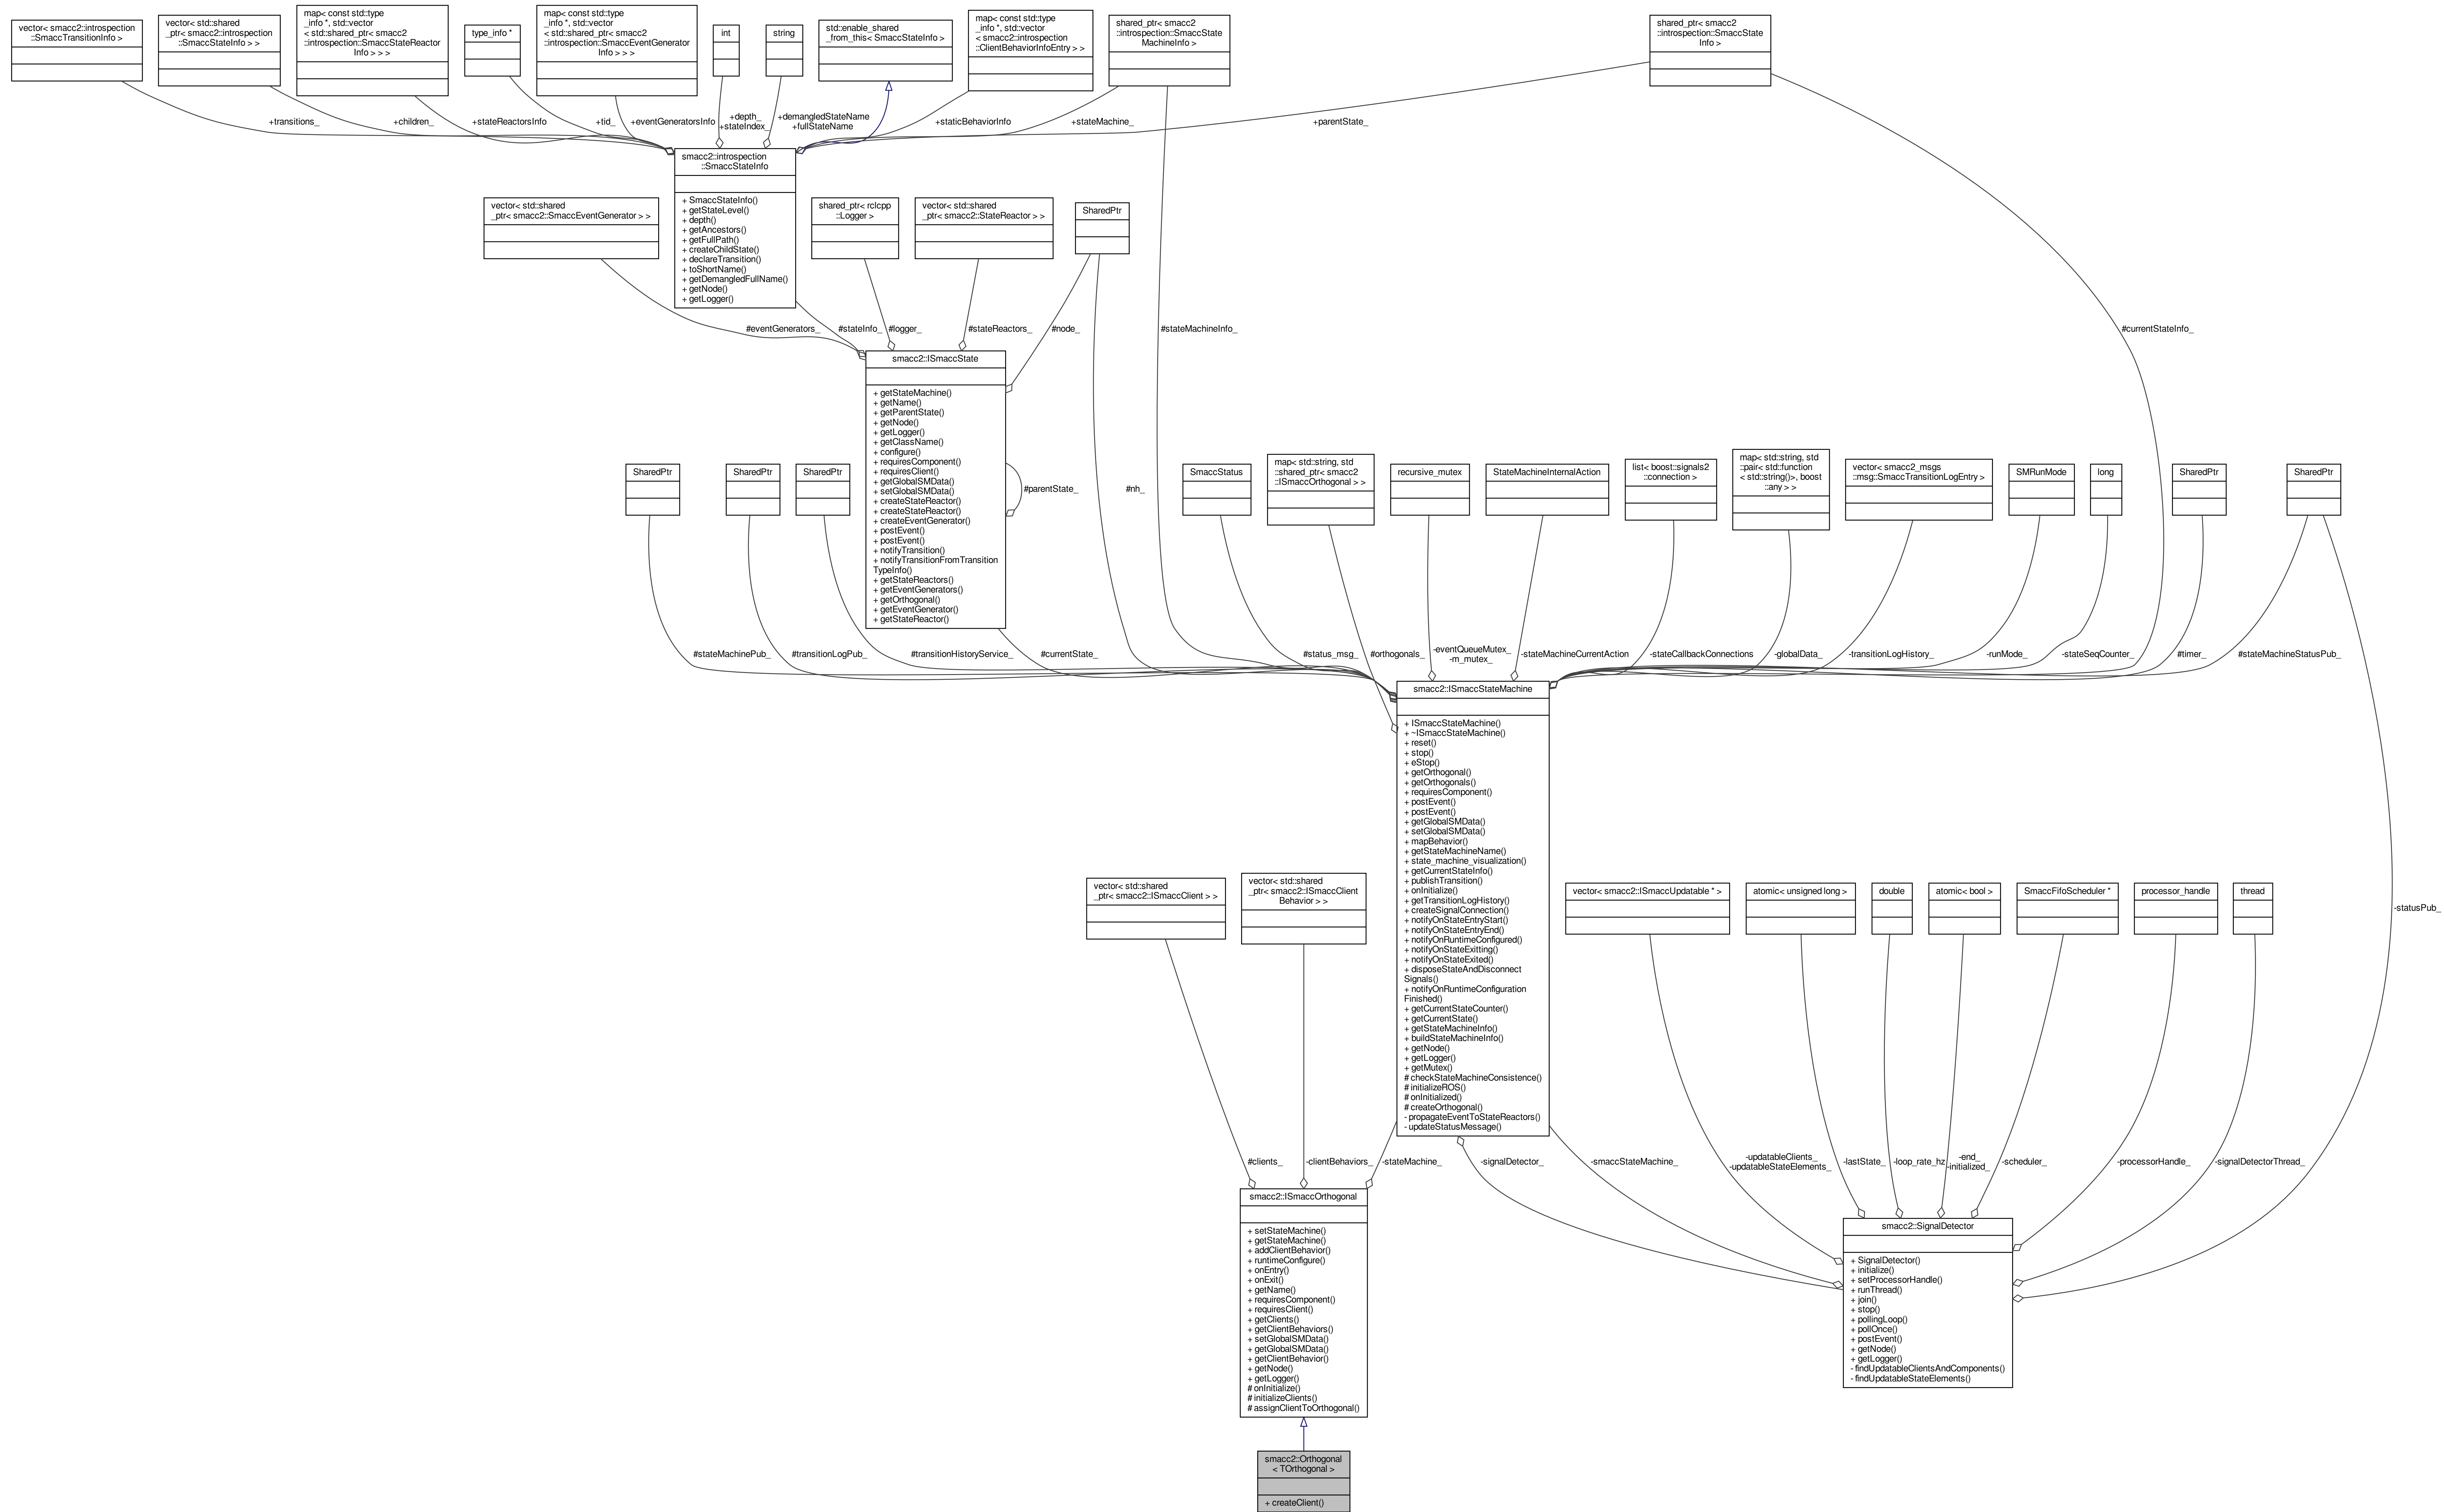 vector< smacc2::introspection
::SmaccTransitionInfo >
vector< std::shared
_ptr< smacc2::introspection
::SmaccStateInfo > >
map< const std::type
_info *, std::vector
< std::shared_ptr< smacc2
::introspection::SmaccStateReactor
Info > > >
type_info *
map< const std::type
_info *, std::vector
< std::shared_ptr< smacc2
::introspection::SmaccEventGenerator
Info > > >
int
string
std::enable_shared
_from_this< SmaccStateInfo >
map< const std::type
_info *, std::vector
< smacc2::introspection
::ClientBehaviorInfoEntry > >
shared_ptr< smacc2
::introspection::SmaccState
MachineInfo >
shared_ptr< smacc2
::introspection::SmaccState
Info >
+transitions_
+children_
+stateReactorsInfo
+tid_
+eventGeneratorsInfo
+depth_
+stateIndex_
+demangledStateName
+fullStateName
+staticBehaviorInfo
+stateMachine_
+parentState_
smacc2::introspection
::SmaccStateInfo
+ SmaccStateInfo()
+ getStateLevel()
+ depth()
+ getAncestors()
+ getFullPath()
+ createChildState()
+ declareTransition()
+ toShortName()
+ getDemangledFullName()
+ getNode()
+ getLogger()
vector< std::shared
_ptr< smacc2::SmaccEventGenerator > >
shared_ptr< rclcpp
::Logger >
vector< std::shared
_ptr< smacc2::StateReactor > >
SharedPtr
#eventGenerators_
#stateInfo_
#logger_
#stateReactors_
#node_
#stateMachineInfo_
#currentStateInfo_
smacc2::ISmaccState
+ getStateMachine()
+ getName()
+ getParentState()
+ getNode()
+ getLogger()
+ getClassName()
+ configure()
+ requiresComponent()
+ requiresClient()
+ getGlobalSMData()
+ setGlobalSMData()
+ createStateReactor()
+ createStateReactor()
+ createEventGenerator()
+ postEvent()
+ postEvent()
+ notifyTransition()
+ notifyTransitionFromTransition
TypeInfo()
+ getStateReactors()
+ getEventGenerators()
+ getOrthogonal()
+ getEventGenerator()
+ getStateReactor()
#parentState_
#nh_
SharedPtr
SharedPtr
SharedPtr
SmaccStatus
map< std::string, std
::shared_ptr< smacc2
::ISmaccOrthogonal > >
recursive_mutex
StateMachineInternalAction
list< boost::signals2
::connection >
map< std::string, std
::pair< std::function
< std::string()>, boost
::any > >
vector< smacc2_msgs
::msg::SmaccTransitionLogEntry >
SMRunMode
long
SharedPtr
SharedPtr
#stateMachinePub_
#transitionLogPub_
#transitionHistoryService_
#currentState_
#status_msg_
#orthogonals_
-eventQueueMutex_
-m_mutex_
-stateMachineCurrentAction
-stateCallbackConnections
-globalData_
-transitionLogHistory_
-runMode_
-stateSeqCounter_
#timer_
#stateMachineStatusPub_
smacc2::ISmaccStateMachine
+ ISmaccStateMachine()
+ ~ISmaccStateMachine()
+ reset()
+ stop()
+ eStop()
+ getOrthogonal()
+ getOrthogonals()
+ requiresComponent()
+ postEvent()
+ postEvent()
+ getGlobalSMData()
+ setGlobalSMData()
+ mapBehavior()
+ getStateMachineName()
+ state_machine_visualization()
+ getCurrentStateInfo()
+ publishTransition()
+ onInitialize()
+ getTransitionLogHistory()
+ createSignalConnection()
+ notifyOnStateEntryStart()
+ notifyOnStateEntryEnd()
+ notifyOnRuntimeConfigured()
+ notifyOnStateExitting()
+ notifyOnStateExited()
+ disposeStateAndDisconnect
Signals()
+ notifyOnRuntimeConfiguration
Finished()
+ getCurrentStateCounter()
+ getCurrentState()
+ getStateMachineInfo()
+ buildStateMachineInfo()
+ getNode()
+ getLogger()
+ getMutex()
# checkStateMachineConsistence()
# initializeROS()
# onInitialized()
# createOrthogonal()
- propagateEventToStateReactors()
- updateStatusMessage()
vector< std::shared
_ptr< smacc2::ISmaccClient > >
vector< std::shared
_ptr< smacc2::ISmaccClient
Behavior > >
vector< smacc2::ISmaccUpdatable * >
atomic< unsigned long >
double
atomic< bool >
SmaccFifoScheduler *
processor_handle
thread
-statusPub_
#clients_
-clientBehaviors_
-stateMachine_
-signalDetector_
-smaccStateMachine_
-updatableClients_
-updatableStateElements_
-lastState_
-loop_rate_hz
-end_
-initialized_
-scheduler_
-processorHandle_
-signalDetectorThread_
smacc2::ISmaccOrthogonal
+ setStateMachine()
+ getStateMachine()
+ addClientBehavior()
+ runtimeConfigure()
+ onEntry()
+ onExit()
+ getName()
+ requiresComponent()
+ requiresClient()
+ getClients()
+ getClientBehaviors()
+ setGlobalSMData()
+ getGlobalSMData()
+ getClientBehavior()
+ getNode()
+ getLogger()
# onInitialize()
# initializeClients()
# assignClientToOrthogonal()
smacc2::SignalDetector
+ SignalDetector()
+ initialize()
+ setProcessorHandle()
+ runThread()
+ join()
+ stop()
+ pollingLoop()
+ pollOnce()
+ postEvent()
+ getNode()
+ getLogger()
- findUpdatableClientsAndComponents()
- findUpdatableStateElements()
smacc2::Orthogonal
< TOrthogonal >
+ createClient()